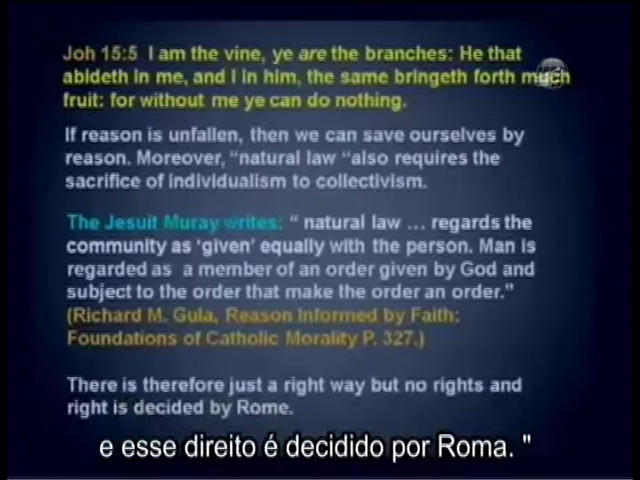 Joh 15:5 I am the vine, ye are the branches: He that
abideth in me, and I in him, the same bringeth forth much
fruit: for without me ye can do nothing.
If reason is unfallen, then we can save ourselves by
reason. Moreover, “natural law “also requires the
sacrifice of individualism to collectivism.
The Jesuit Muray writes: “ natural law … regards the
community as ‘given’ equally with the person. Man is
regarded as a member of an order given by God and
subject to the order that make the order an order.”
(Richard M. Gula, Reason Informed by Faith:
Foundations of Catholic Morality P. 327.)
There is therefore just a right way but no rights and
right is decided by Rome.
e esse direito é decidido por Roma. "